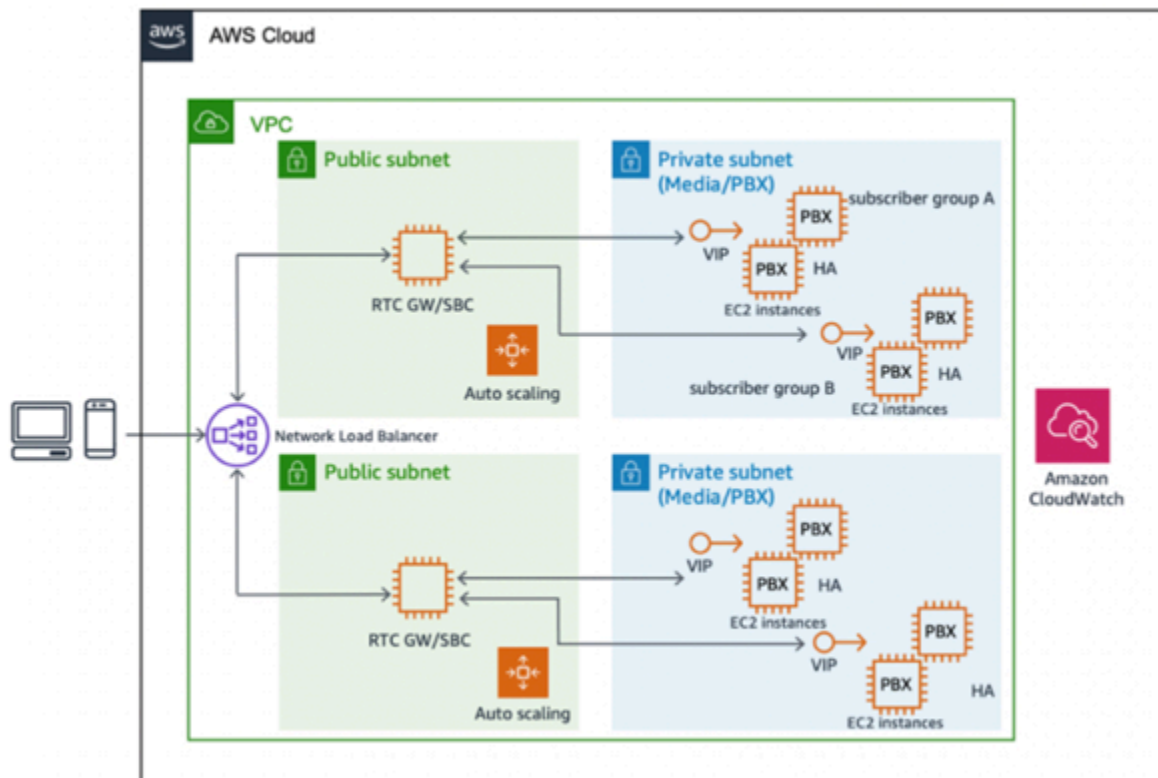 aws
AWS Cloud
VPC
Public subnet
Private subnet
(Media/PBX)
subscriber group A
PBX
VIP
PBX
HA
RTC GW/SBC
EC2 instances
PBX
VIP
PBX
HA
Auto scaling
subscriber group B
EC2 instances
Network Load Balancer
Public subnet
Private subnet
(Media/PBX)
Amazon
CloudWatch
PBX
VIP
PBX
HA
EC2 instances
RTC GW/SBC
PBX
VIP
PBX
HA
Auto scaling
EC2 instances